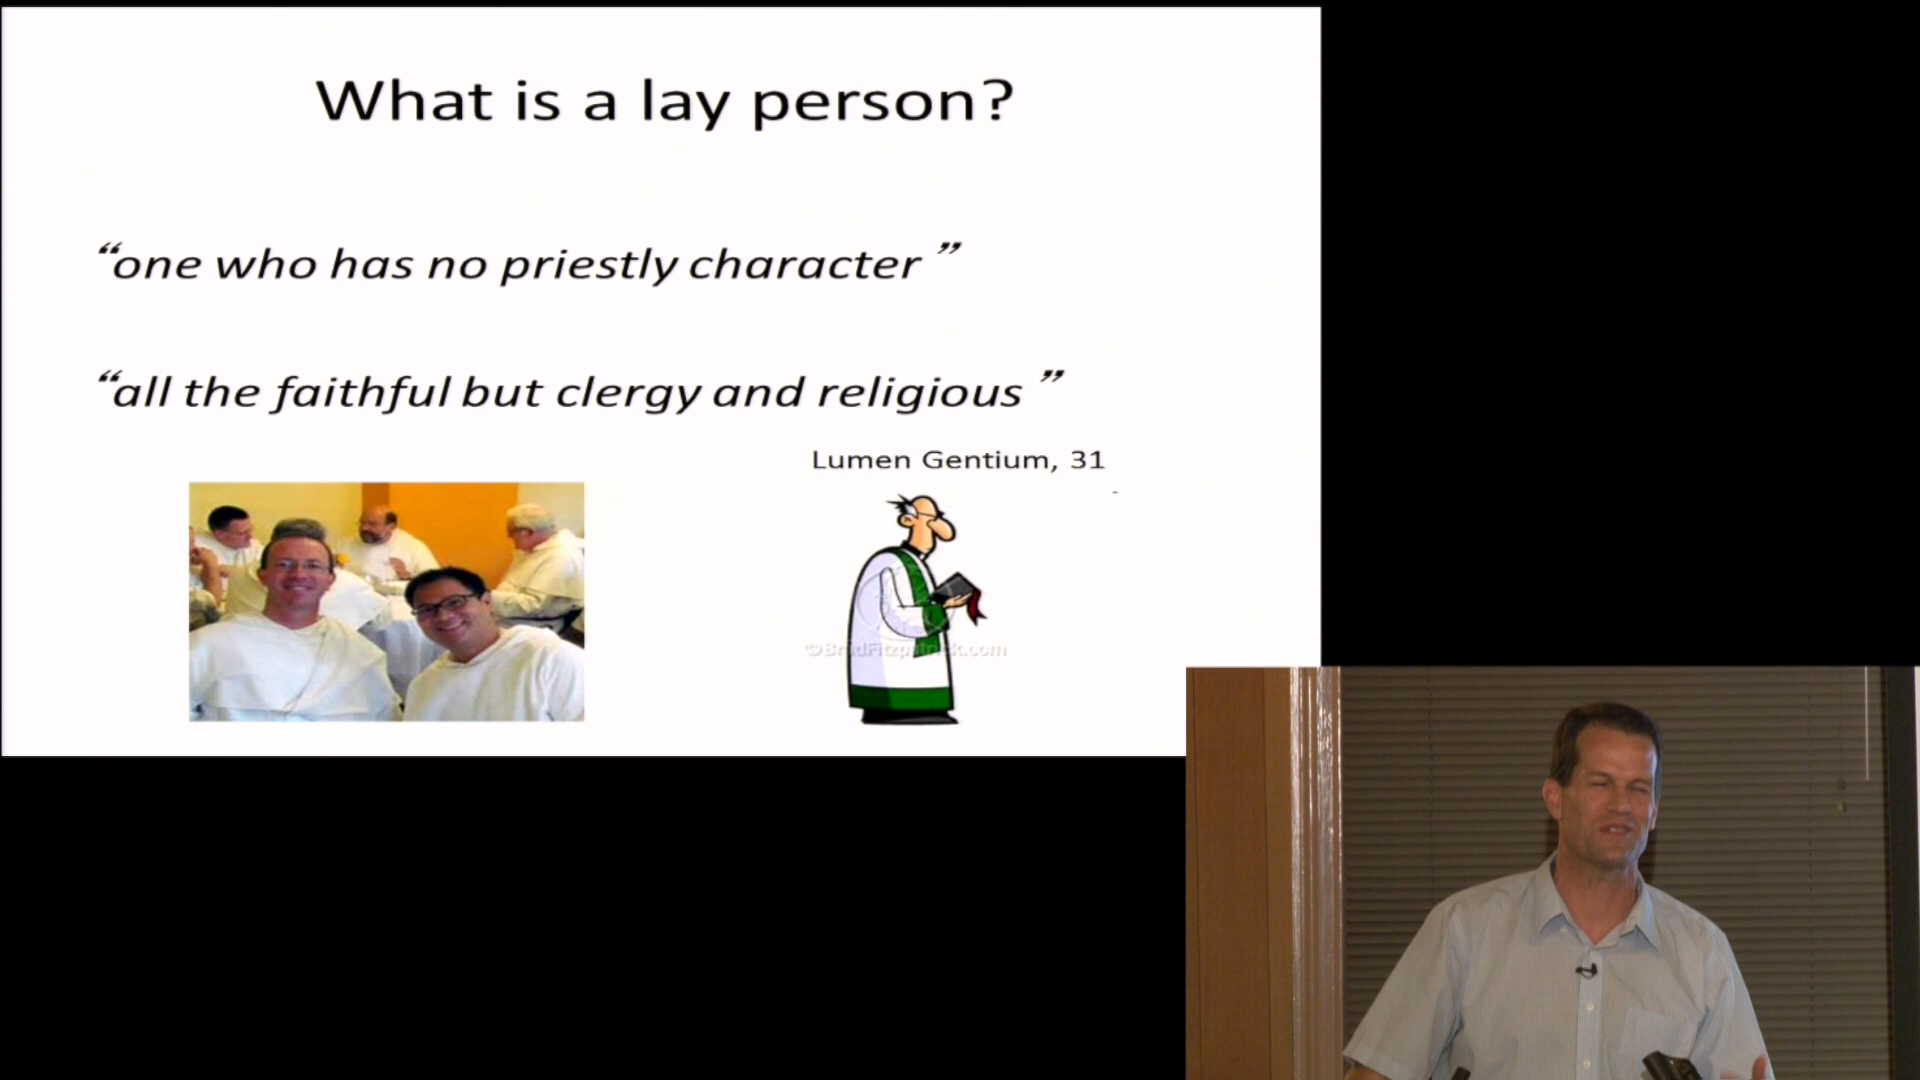 What is a lay person?
“one who has no priestly character ”
“all the faithful but clergy and religious ”
Lumen Gentium, 31
-
©BradFitzpatrick.com